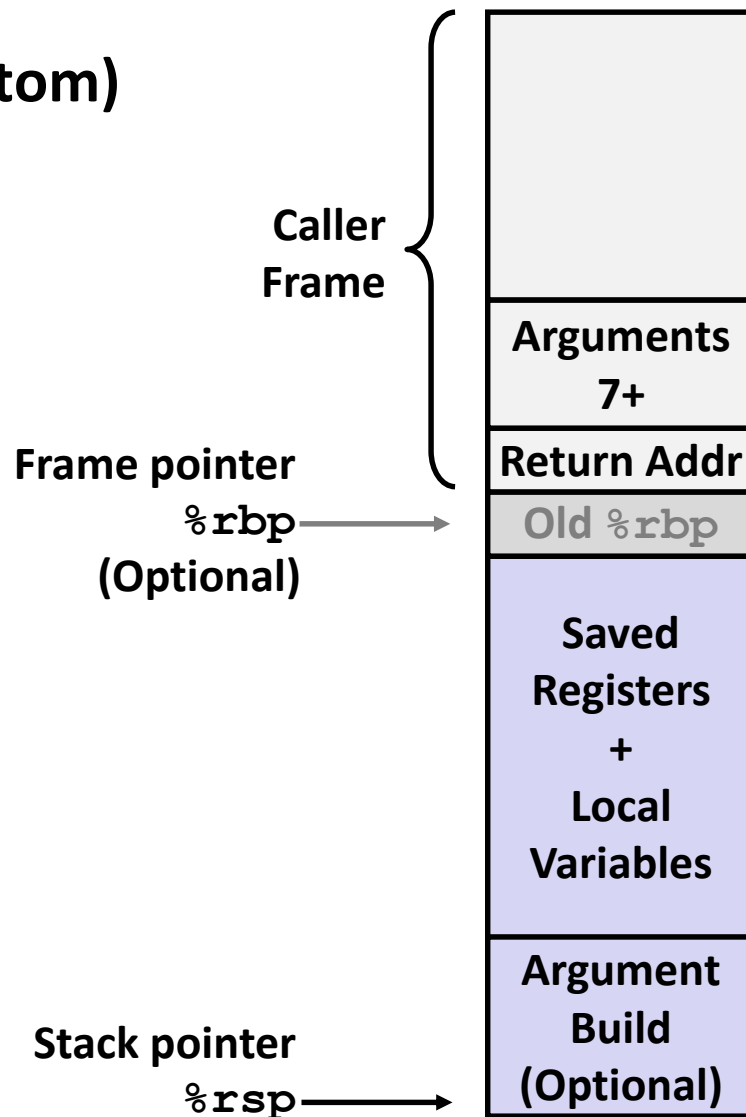 tom)
Caller
Frame
Arguments
7+
Frame pointer
%rbp
(Optional)
Return Addr
Old %rbp
Saved
Registers
+
Local
Variables
Argument
Build
(Optional)
Stack pointer
%rsp